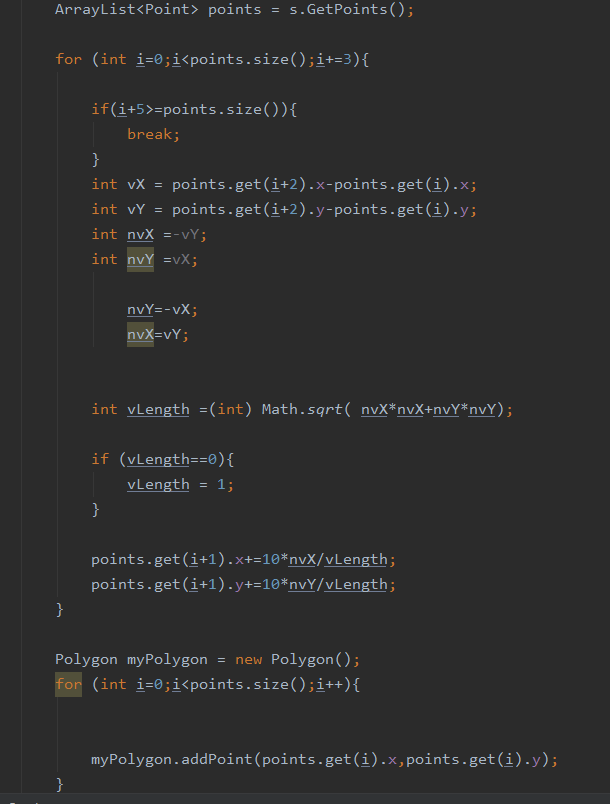 ArrayList<Point> points = s.GetPoints();
for (int i=0;i<points.size();i+=3){
if(i+5>=points.size()){
break;
}
int vX = points.get(i+2).x-points.get(i).x;
int vY = points.get(i+2).y-points.get(i).y;
int nvX =-vY;
int nvY =vX;
nvY=-vX;
nvX=vY;
int vLength =(int) Math.sqrt( nvX*nvX+nvY*nvY);
if (vLength==0){
vLength = 1;
}
points.get(i+1).x+=10*nvX/vLength;
points.get(i+1).y+=10*nvY/vLength;
}
Polygon myPolygon = new Polygon();
for (int i=0;i<points.size();i++){
myPolygon.addPoint(points.get(i).x,points.get(i).y);
}